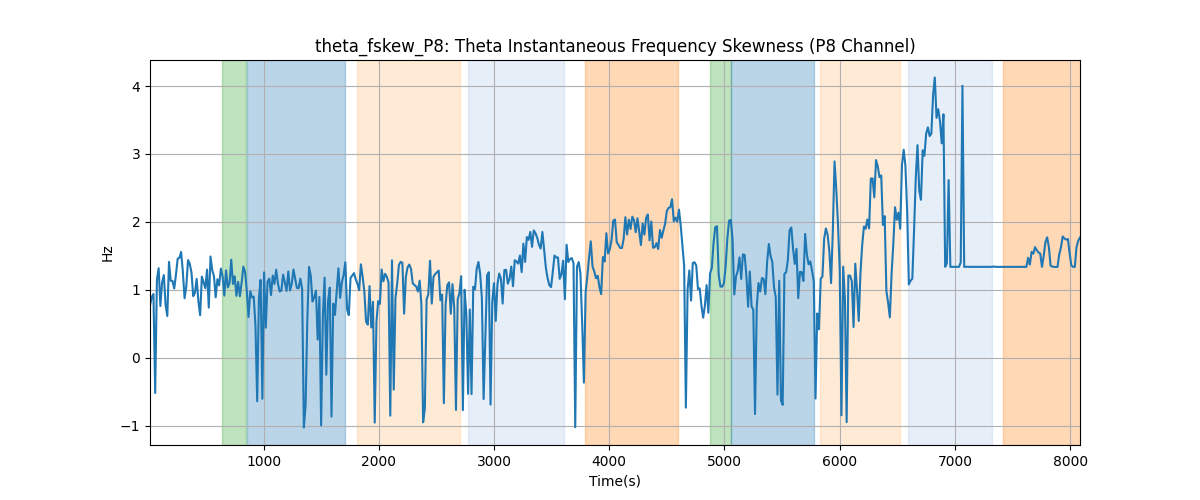 theta_fskew_P8: Theta Instantaneous Frequency Skewness (P8 Channel)
4
3
2
1
0
−1
Hz
1000 2000 3000 4000 5000 6000 7000 8000
Time(s)